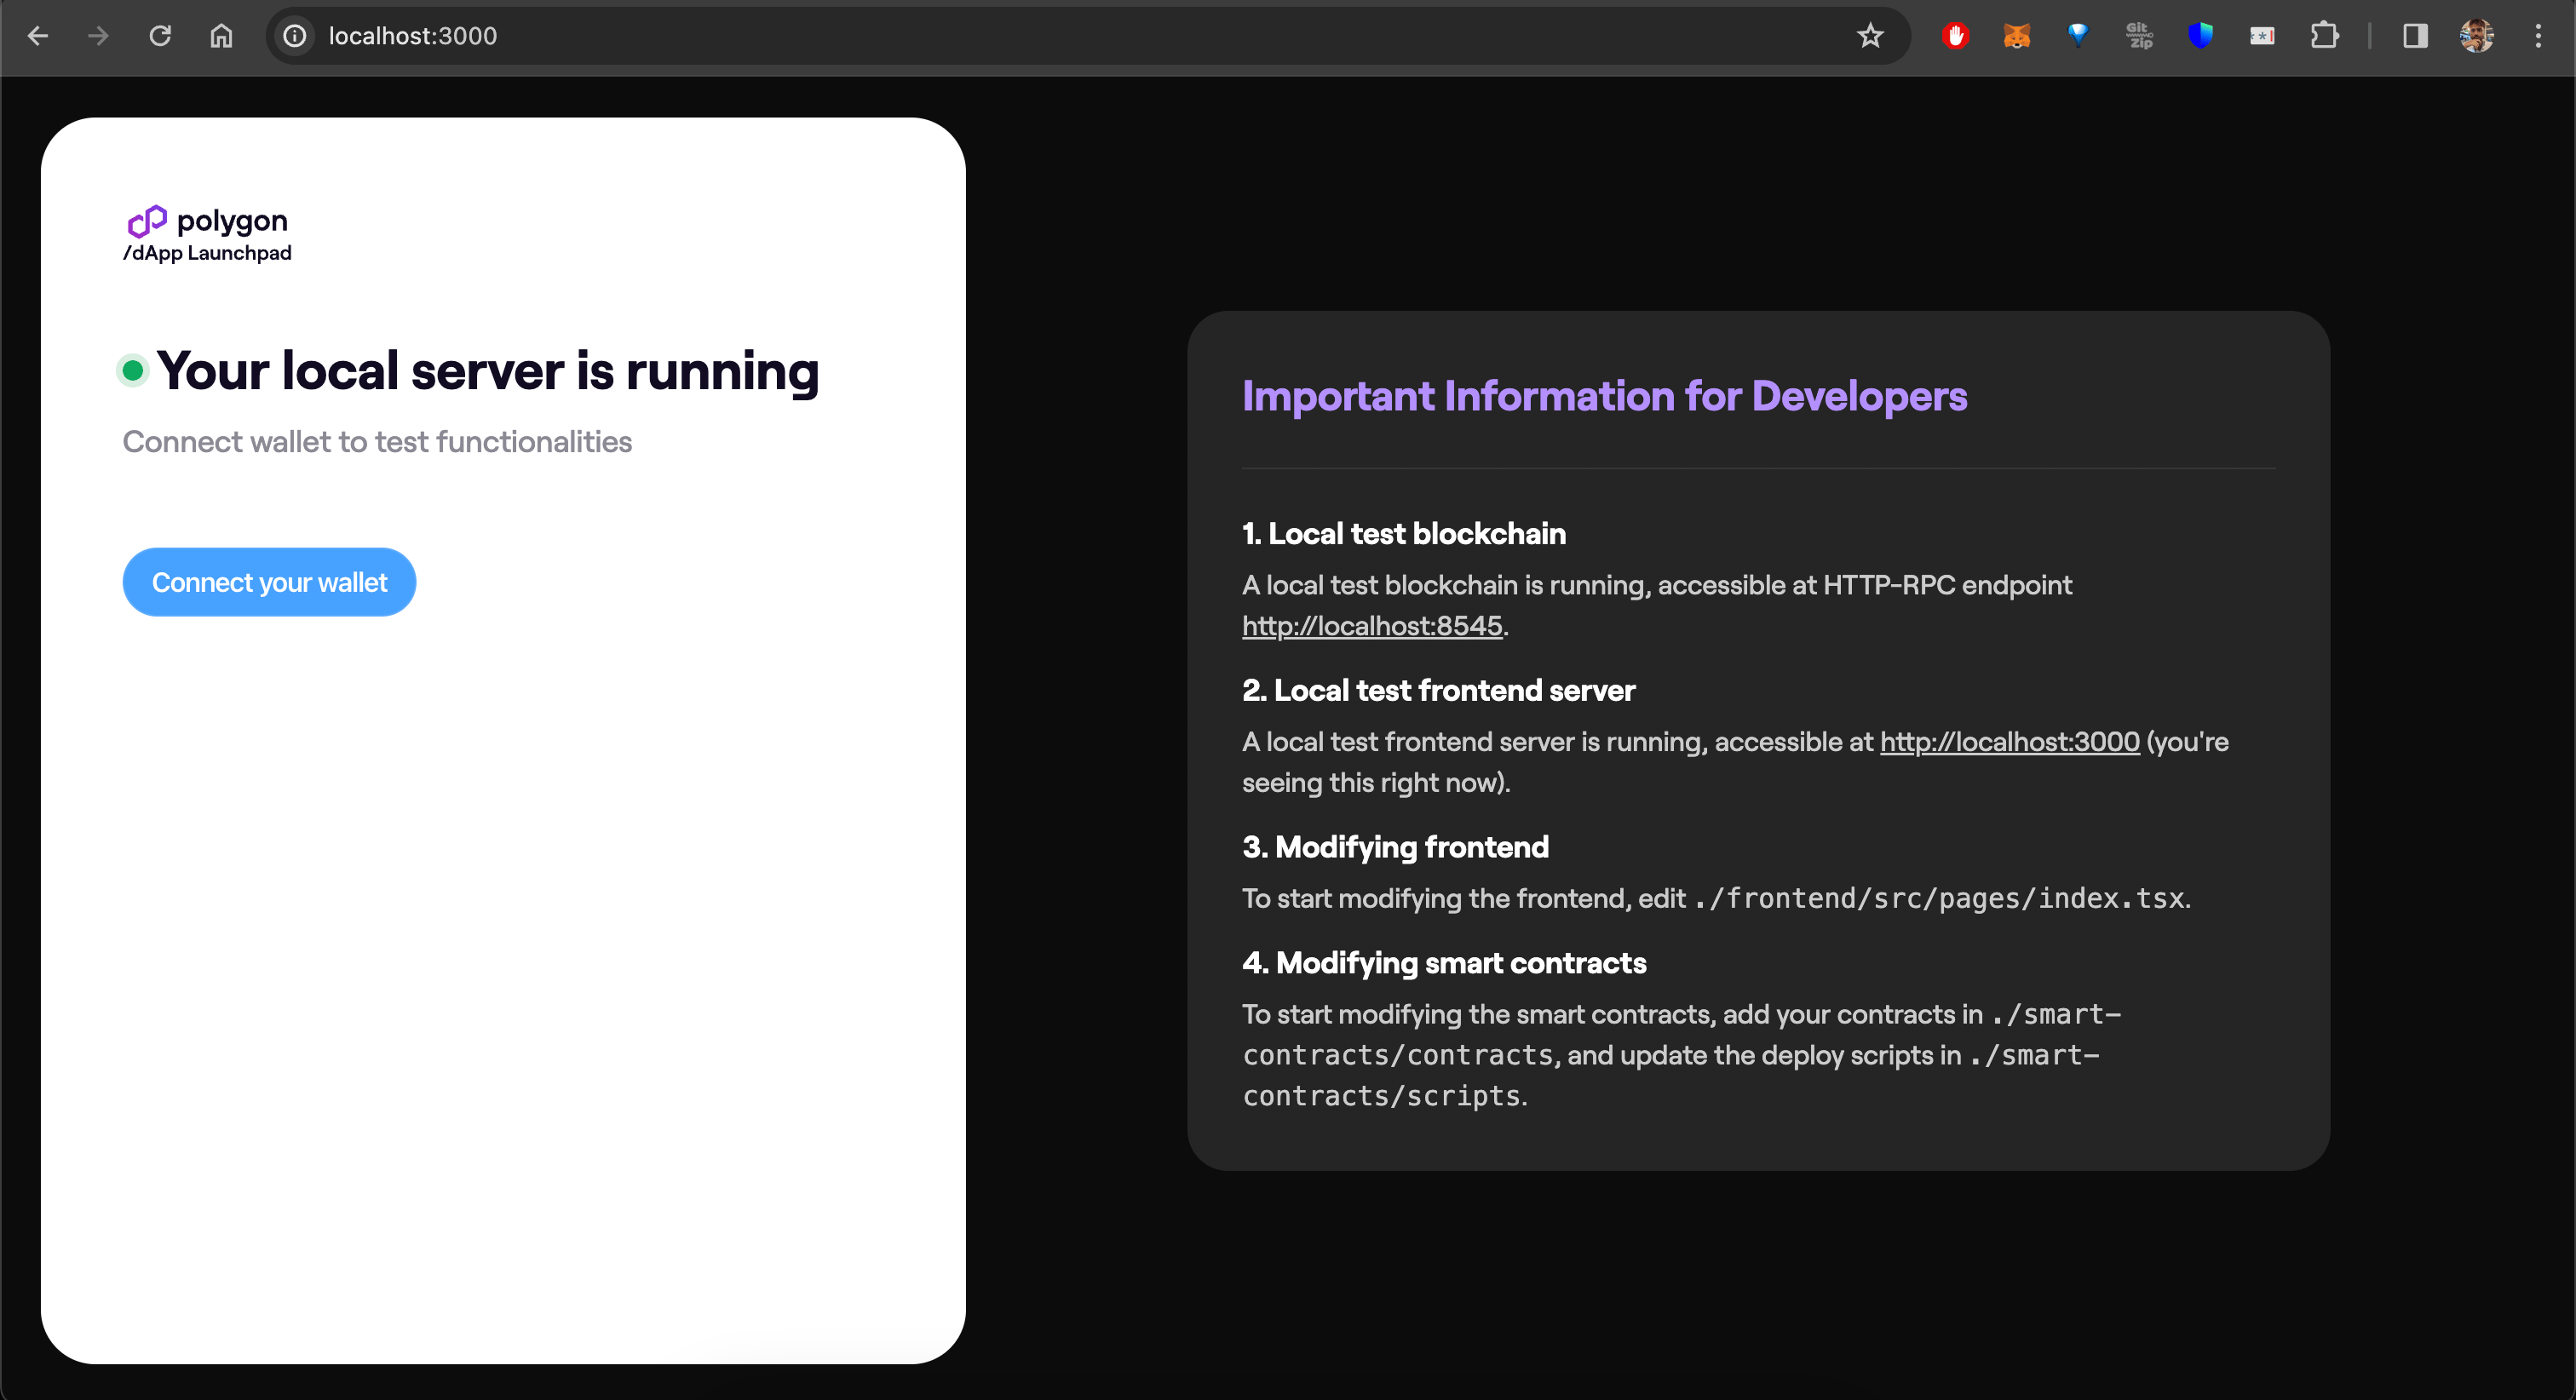 localhost:3000
Git
Zip
polygon
/dApp Launchpad
Your local server is running
Connect wallet to test functionalities
Connect your wallet
Important Information for Developers
1. Local test blockchain
A local test blockchain is running, accessible at HTTP-RPC endpoint
http://localhost:8545.
2. Local test frontend server
A local test frontend server is running, accessible at http://localhost:3000 (you're
seeing this right now).
3. Modifying frontend
To start modifying the frontend, edit ./frontend/src/pages/index.tsx.
4. Modifying smart contracts
To start modifying the smart contracts, add your contracts in ./smart-
contracts/contracts, and update the deploy scripts in ./smart-
contracts/scripts.